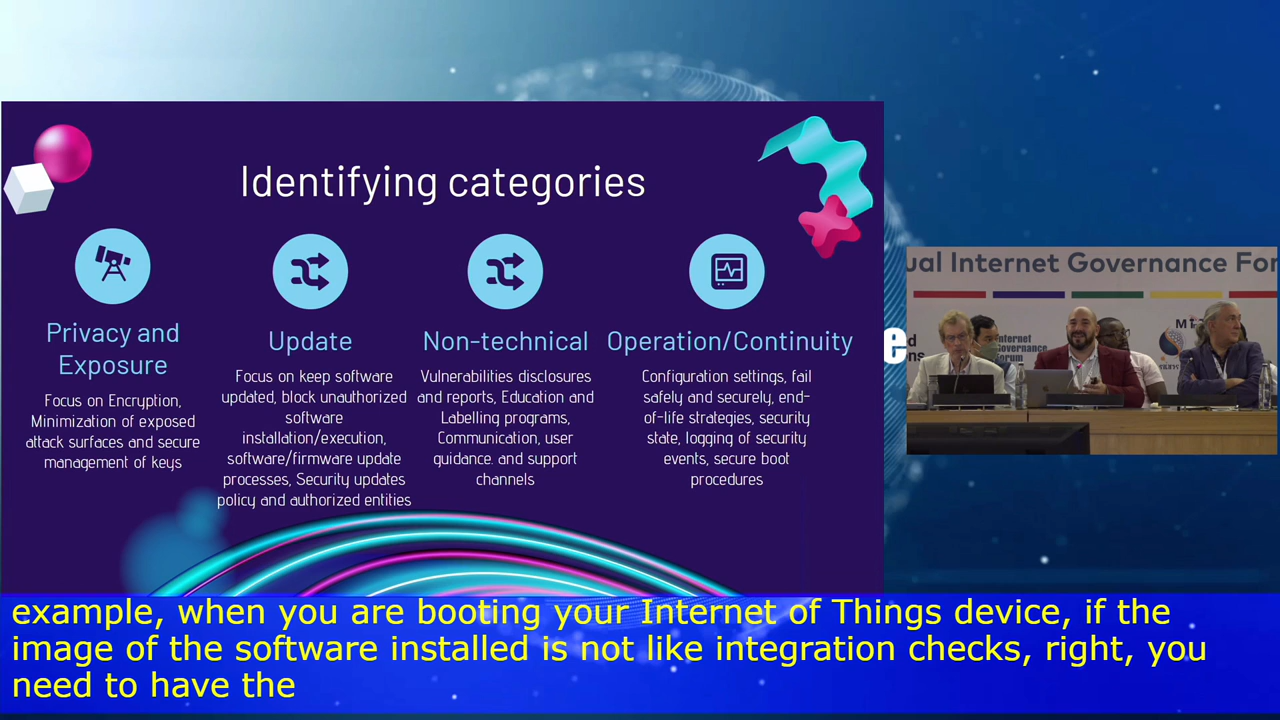 Identifying categories
Privacy and
Exposure
Focus on Encryption,
Minimization of exposed
attack surfaces and secure
management of keys
Update
Focus on keep software
updated, block unauthorized
software
installation/execution,
software/firmware update
processes, Security updates
policy and authorized entities
Non-technical
Vulnerabilities disclosures
and reports, Education and
Labelling programs,
Communication, user
guidance. and support
channels
Operation/Continuity
Configuration settings, fail
safely and securely, end-
of-life strategies, security
state, logging of security
events, secure boot
procedures
e
ual Internet Governance For
Internet
Governance
Forum
example, when you are booting your Internet of Things device, if the
image of the software installed is not like integration checks, right, you
need to have the